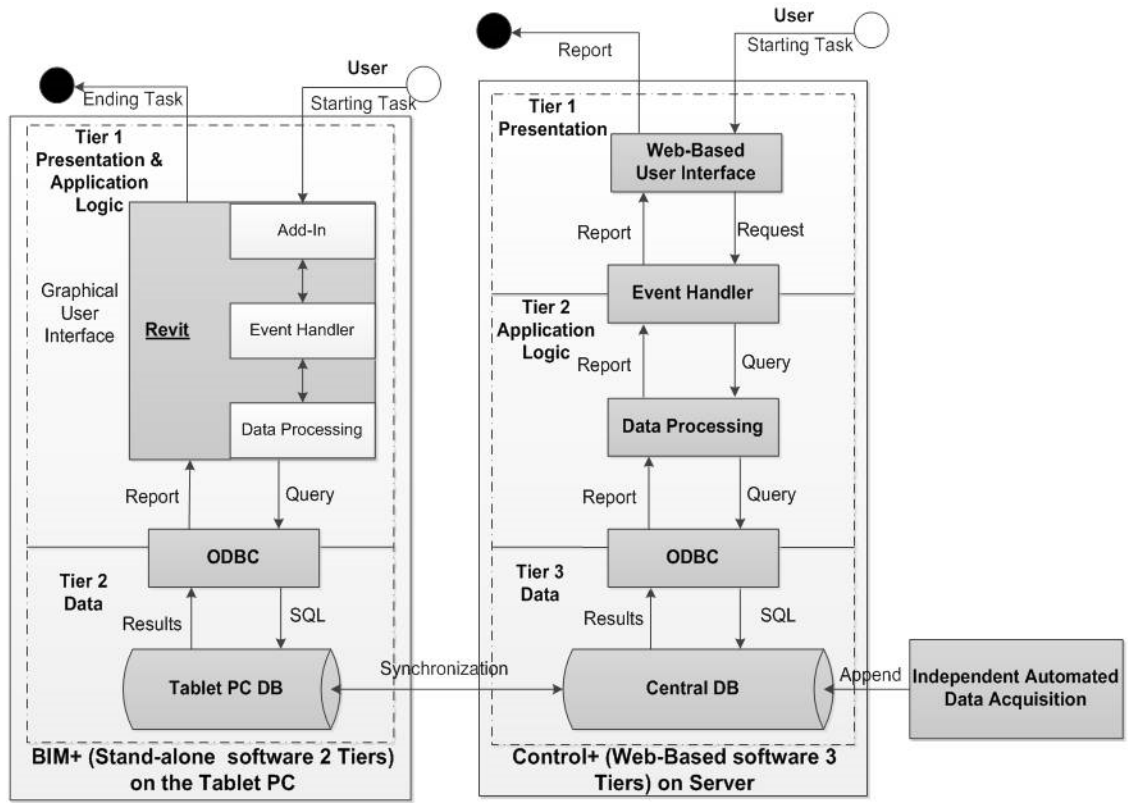 User
Starting Task
Ending Task
Tier 1
Presentation &
Application
Logic
Add-In
Graphical
User
Interface
Revit
Event Handler
Data Processing
Report
Query
ODBC
Tier 2
Data
Results
SQL
Tablet PC DB
BIM+ (Stand-alone software 2 Tiers)
on the Tablet PC
Synchronization
User
Starting Task
Report
Tier 1
Presentation
Web-Based
User Interface
Report
Request
Event Handler
Tier 2
Application
Logic
Report
Query
Data Processing
Report
Query
ODBC
Tier 3
Data
Results
SQL
Central DB
Control+ (Web-Based software 3
Tiers) on Server
Append
Independent Automated
Data Acquisition